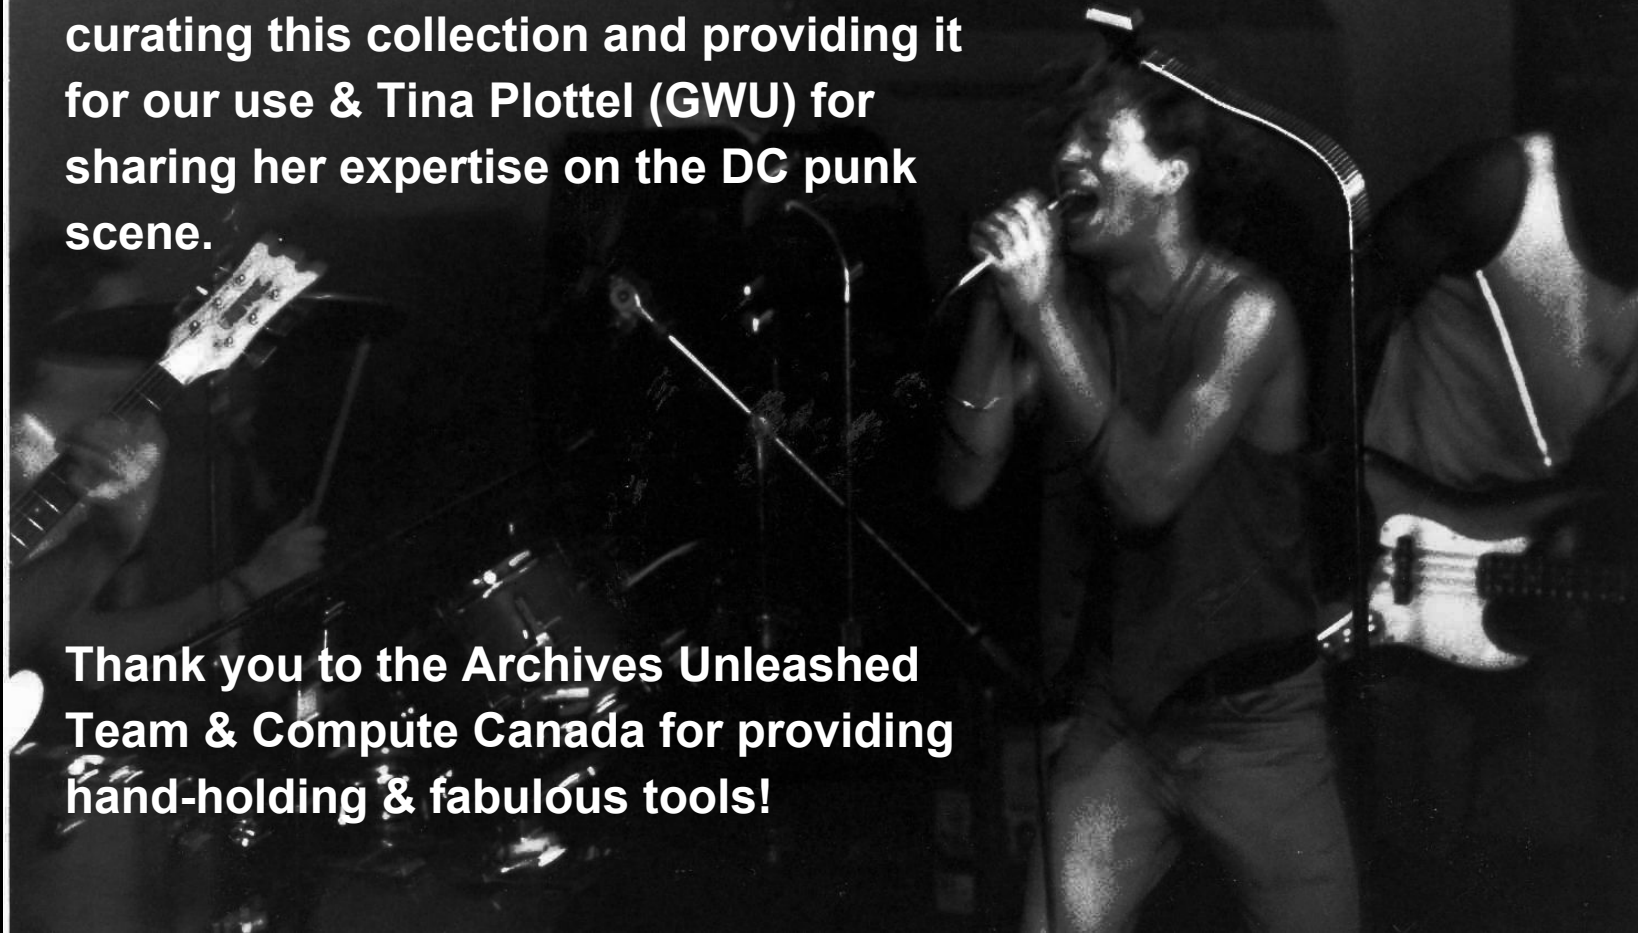 curating this collection and providing it
for our use & Tina Plottel (GWU) for
sharing her expertise on the DC punk
scene.
Thank you to the Archives Unleashed
Team & Compute Canada for providing
hand-holding & fabulous tools!